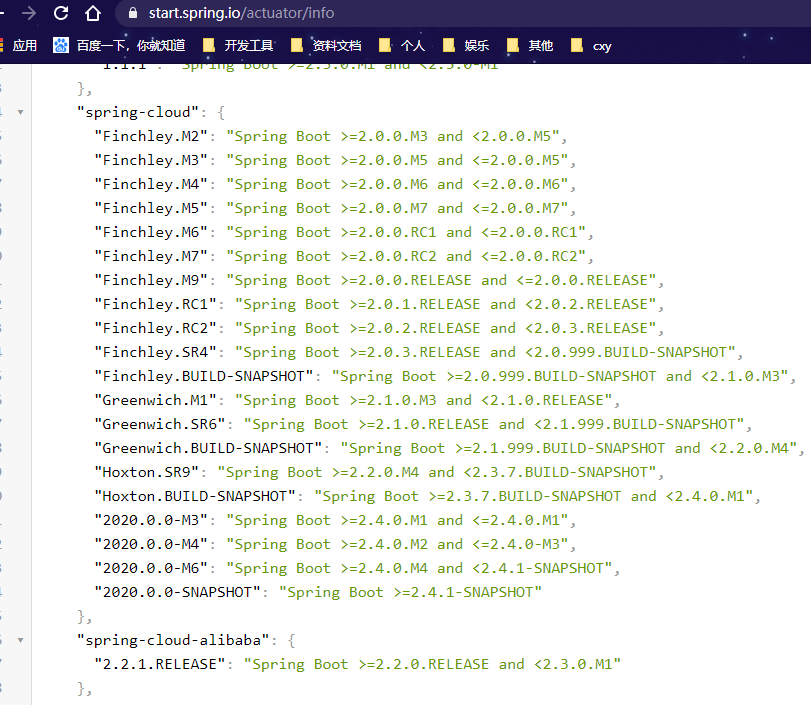 start.spring.io/actuator/info
应用 百度一下，你就知道 开发工具 资料文档 个人 娱乐 其他 cxy
"1.1.1": "Spring Boot >=2.3.0.M1 and <2.5.0-M1"
},
"spring-cloud": {
"Finchley.M2": "Spring Boot >=2.0.0.M3 and <2.0.0.M5",
"Finchley.M3": "Spring Boot >=2.0.0.M5 and <=2.0.0.M5",
"Finchley.M4": "Spring Boot >=2.0.0.M6 and <=2.0.0.M6",
"Finchley.M5": "Spring Boot >=2.0.0.M7 and <=2.0.0.M7",
"Finchley.M6": "Spring Boot >=2.0.0.RC1 and <=2.0.0.RC1",
"Finchley.M7": "Spring Boot >=2.0.0.RC2 and <=2.0.0.RC2",
"Finchley.M9": "Spring Boot >=2.0.0.RELEASE and <=2.0.0.RELEASE",
"Finchley.RC1": "Spring Boot >=2.0.1.RELEASE and <2.0.2.RELEASE",
"Finchley.RC2": "Spring Boot >=2.0.2.RELEASE and <2.0.3.RELEASE",
"Finchley.SR4": "Spring Boot >=2.0.3.RELEASE and <2.0.999.BUILD-SNAPSHOT",
"Finchley.BUILD-SNAPSHOT": "Spring Boot >=2.0.999.BUILD-SNAPSHOT and <2.1.0.M3",
"Greenwich.M1": "Spring Boot >=2.1.0.M3 and <2.1.0.RELEASE",
"Greenwich.SR6": "Spring Boot >=2.1.0.RELEASE and <2.1.999.BUILD-SNAPSHOT",
"Greenwich.BUILD-SNAPSHOT": "Spring Boot >=2.1.999.BUILD-SNAPSHOT and <2.2.0.M4",
"Hoxton.SR9": "Spring Boot >=2.2.0.M4 and <2.3.7.BUILD-SNAPSHOT",
"Hoxton.BUILD-SNAPSHOT": "Spring Boot >=2.3.7.BUILD-SNAPSHOT and <2.4.0.M1",
"2020.0.0-M3": "Spring Boot >=2.4.0.M1 and <=2.4.0.M1",
"2020.0.0-M4": "Spring Boot >=2.4.0.M2 and <=2.4.0-M3",
"2020.0.0-M6": "Spring Boot >=2.4.0.M4 and <2.4.1-SNAPSHOT",
"2020.0.0-SNAPSHOT": "Spring Boot >=2.4.1-SNAPSHOT"
},
"spring-cloud-alibaba": {
"2.2.1.RELEASE": "Spring Boot >=2.2.0.RELEASE and <2.3.0.M1"
},